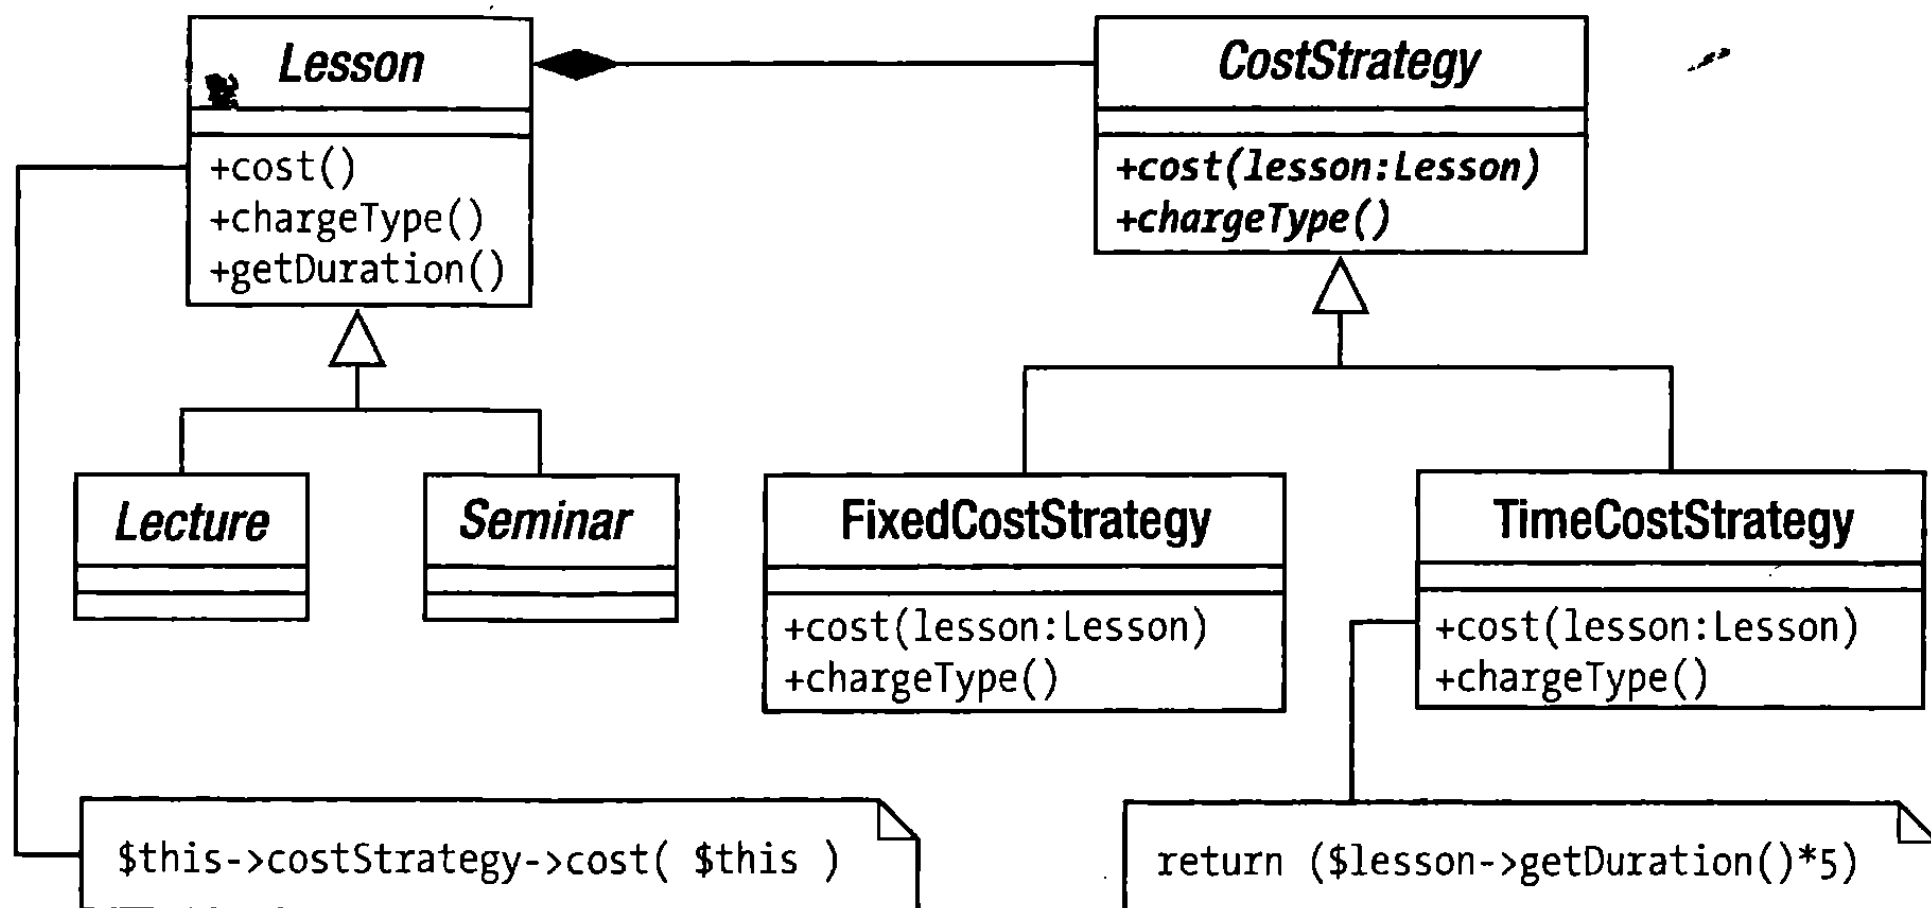 Lesson
+cost()
+chargeType()
+getDuration()
CostStrategy
+cost(lesson:Lesson)
+chargeType()
Lecture
Seminar
FixedCostStrategy
+cost(lesson:Lesson)
+chargeType()
TimeCostStrategy
+cost(lesson:Lesson)
+chargeType()
$this->costStrategy->cost( $this )
return ($lesson->getDuration()*5)